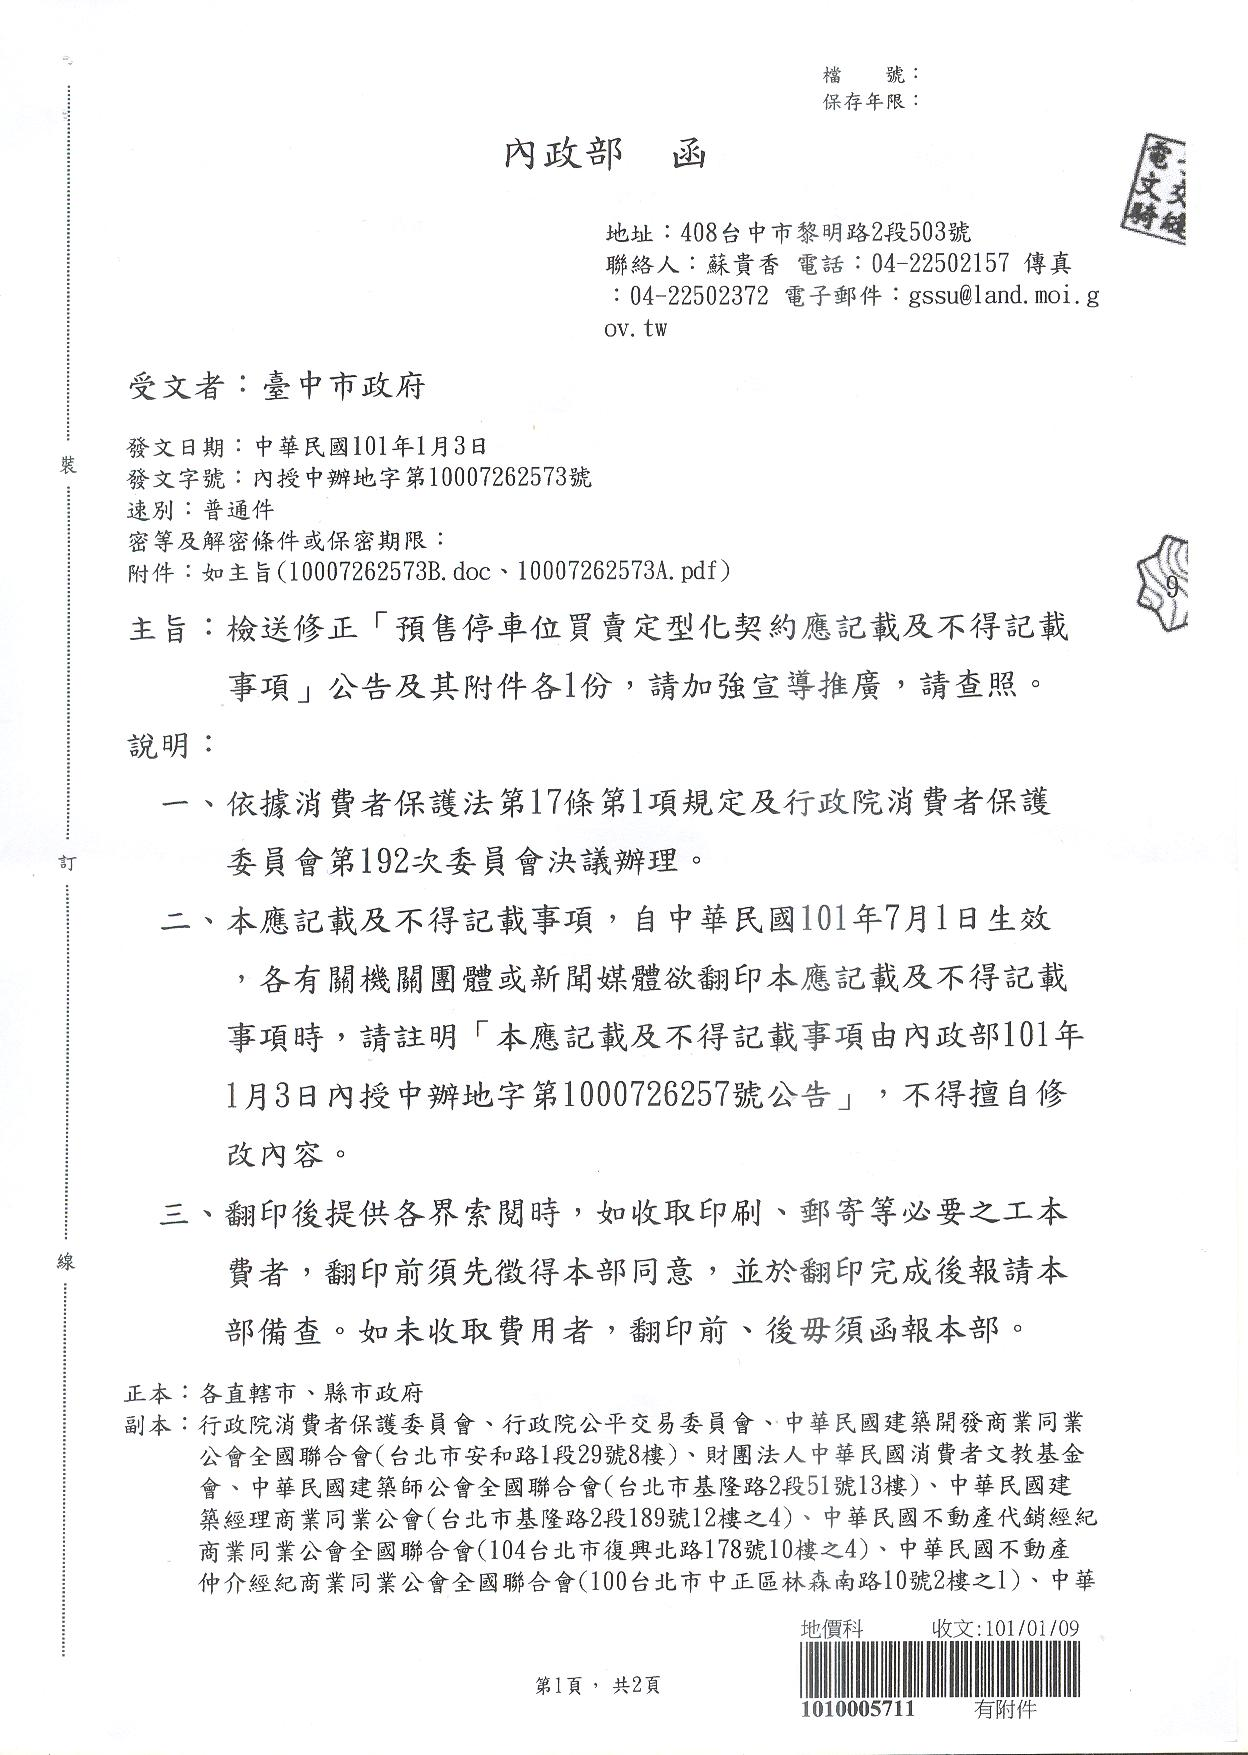 檔　　號：
保存年限：
內政部　函
地址：408台中市黎明路2段503號
聯絡人：蘇貴香 電話：04-22502157 傳真
：04-22502372 電子郵件：gssu@land.moi.g
ov.tw
受文者：臺中市政府
發文日期：中華民國101年1月3日
發文字號：內授中辦地字第10007262573號
速別：普通件
密等及解密條件或保密期限：
附件：如主旨(10007262573B.doc、10007262573A.pdf)
主旨：檢送修正「預售停車位買賣定型化契約應記載及不得記載
事項」公告及其附件各1份，請加強宣導推廣，請查照。
說明：
一、依據消費者保護法第17條第1項規定及行政院消費者保護
委員會第192次委員會決議辦理。
二、本應記載及不得記載事項，自中華民國101年7月1日生效
，各有關機關團體或新聞媒體欲翻印本應記載及不得記載
事項時，請註明「本應記載及不得記載事項由內政部101年
1月3日內授中辦地字第1000726257號公告」，不得擅自修
改內容。
三、翻印後提供各界索閱時，如收取印刷、郵寄等必要之工本
費者，翻印前須先徵得本部同意，並於翻印完成後報請本
部備查。如未收取費用者，翻印前、後毋須函報本部。
正本：各直轄市、縣市政府
副本：行政院消費者保護委員會、行政院公平交易委員會、中華民國建築開發商業同業
公會全國聯合會(台北市安和路1段29號8樓)、財團法人中華民國消費者文教基金
會、中華民國建築師公會全國聯合會(台北市基隆路2段51號13樓)、中華民國建
築經理商業同業公會(台北市基隆路2段189號12樓之4)、中華民國不動產代銷經紀
商業同業公會全國聯合會(104台北市復興北路178號10樓之4)、中華民國不動產
仲介經紀商業同業公會全國聯合會(100台北市中正區林森南路10號2樓之1)、中華
地價科　收文:101/01/09
1010005711　有附件
第1頁，共2頁
裝
訂
線
電
文交
騎縫
9